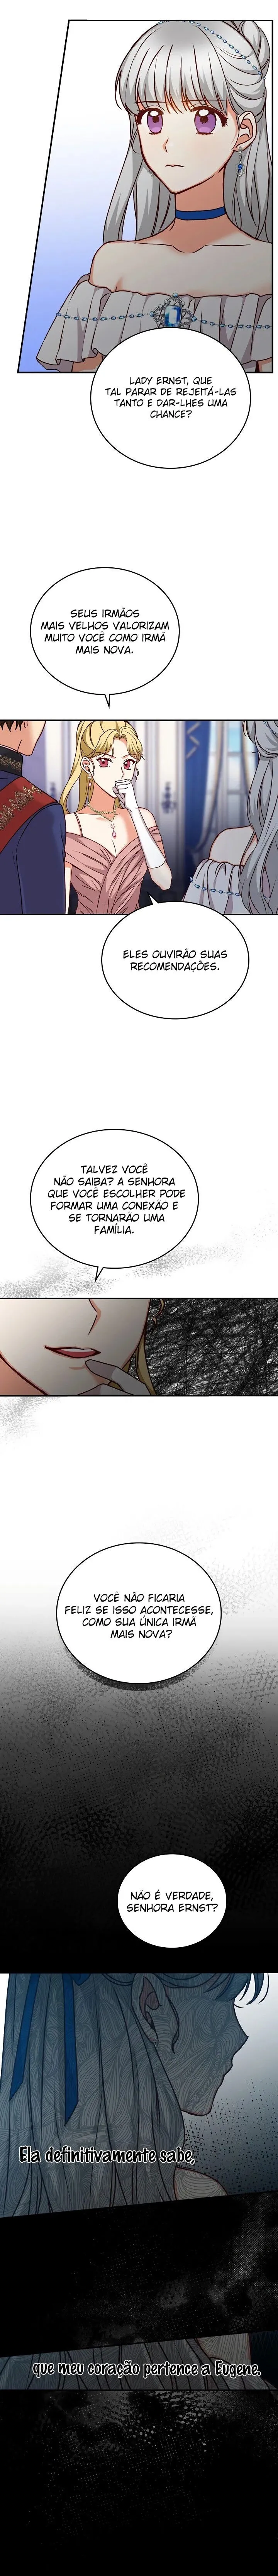 LADY ERNST, QUE
TAL PARAR DE REJEITÁ-LAS
TANTO E DAR-LHES UMA
CHANCE?
SEUS IRMÃOS
MAIS VELHOS VALORIZAM
MUITO VOCÊ COMO IRMÃ
MAIS NOVA.
ELES OUVIRÃO SUAS
RECOMENDAÇÕES.
TALVEZ VOCÊ
NÃO SAIBA? A SENHORA
QUE VOCÊ ESCOLHER PODE
FORMAR UMA CONEXÃO E
SE TORNARÃO UMA
FAMÍLIA.
VOCÊ NÃO FICARIA
FELIZ SE ISSO ACONTECESSE,
COMO SUA ÚNICA IRMÃ
MAIS NOVA?
NÃO É VERDADE,
SENHORA ERNST?
Ela definitivamente sabe,
que meu coração pertence a Eugene.